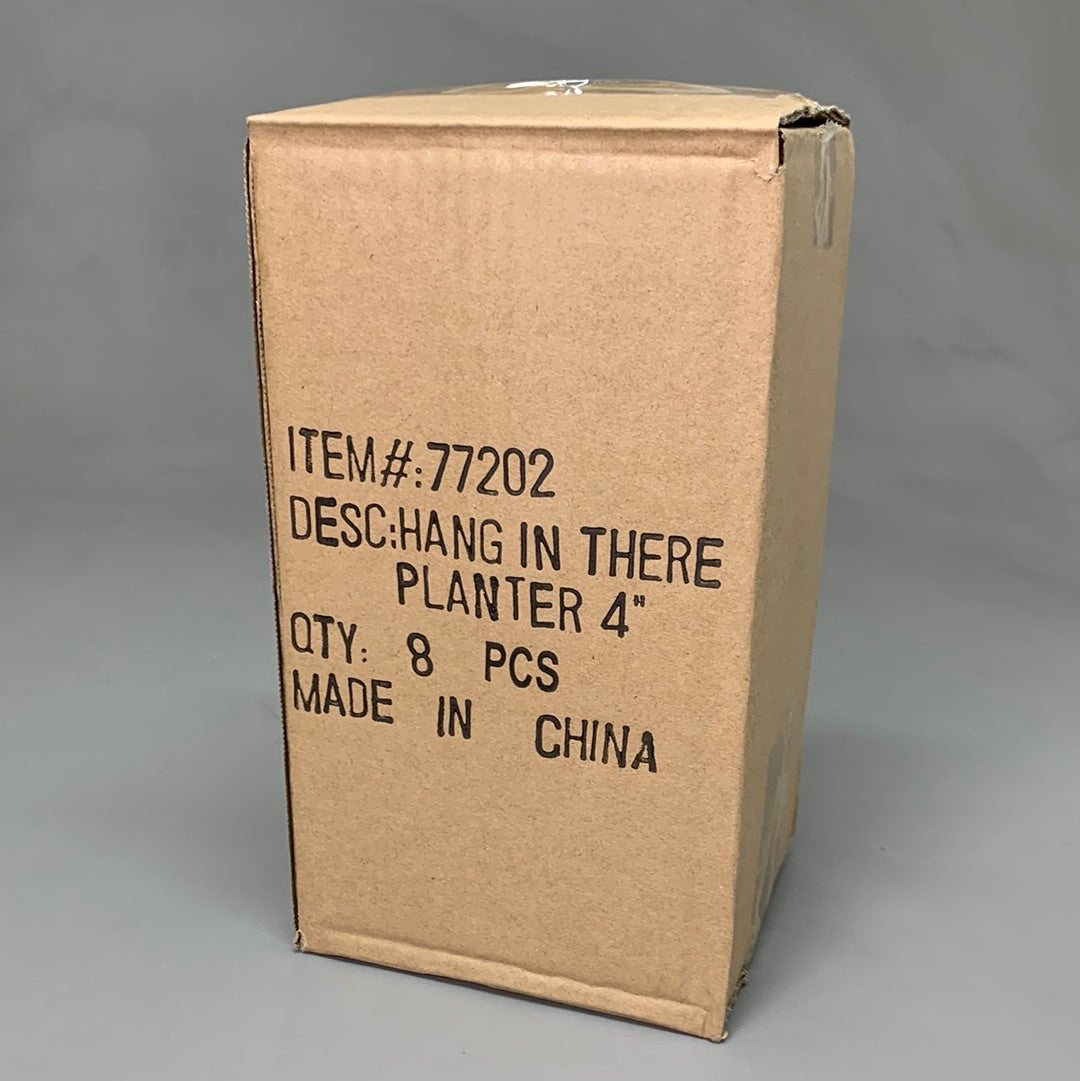 ITEM#:77202
DESC:HANG IN THERE
PLANTER 4"
QTY: 8 PCS
MADE IN CHINA